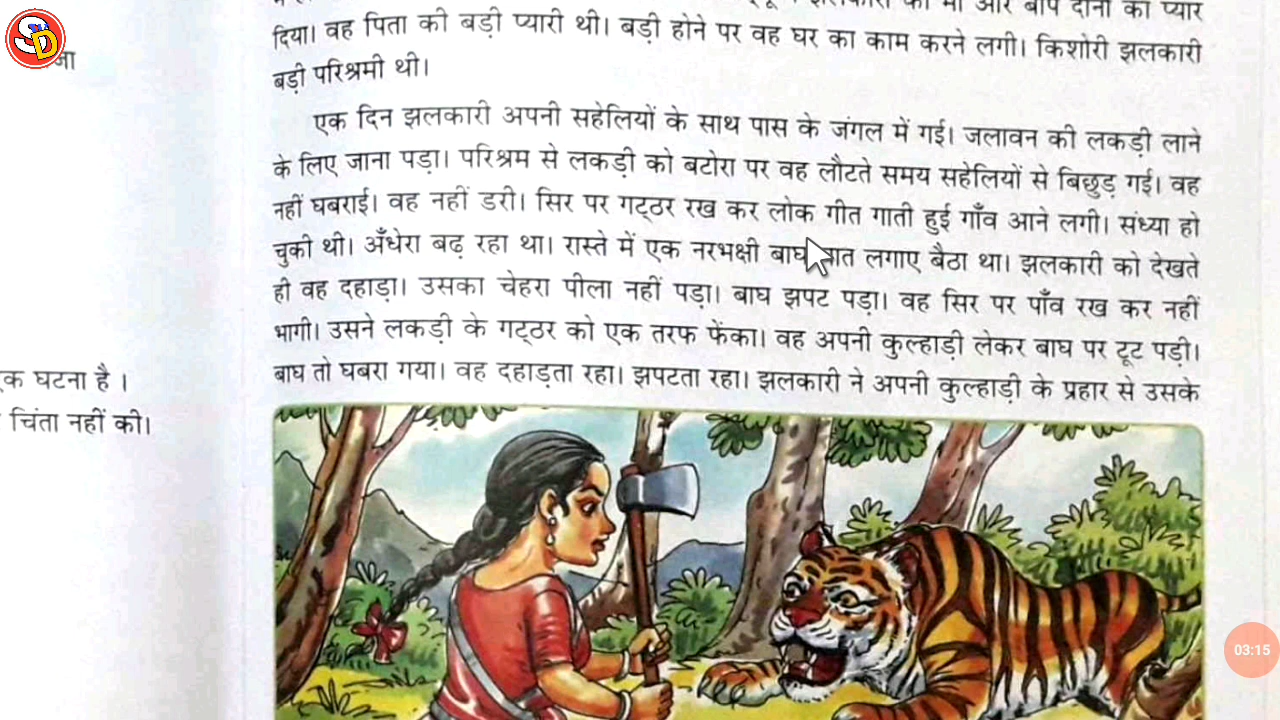 SD
झलकारी को माँ और बाप दोनों का प्यार
दिया। वह पिता की बड़ी प्यारी थी। बड़ी होने पर वह घर का काम करने लगी। किशोरी झलकारी
बड़ी परिश्रमी थी।
एक दिन झलकारी अपनी सहेलियों के साथ पास के जंगल में गई। जलावन की लकड़ी लाने
के लिए जाना पड़ा। परिश्रम से लकड़ी को बटोरा पर वह लौटते समय सहेलियों से बिछुड़ गई। वह
नहीं घबराई। वह नहीं डरी। सिर पर गट्ठर रख कर लोक गीत गाती हुई गाँव आने लगी। संध्या हो
चुकी थी। अँधेरा बढ़ रहा था। रास्ते में एक नरभक्षी बाघ घात लगाए बैठा था। झलकारी को देखते
ही वह दहाड़ा। उसका चेहरा पीला नहीं पड़ा। बाघ झपट पड़ा। वह सिर पर पाँव रख कर नहीं
भागी। उसने लकड़ी के गट्ठर को एक तरफ फेंका। वह अपनी कुल्हाड़ी लेकर बाघ पर टूट पड़ी।
बाघ तो घबरा गया। वह दहाड़ता रहा। झपटता रहा। झलकारी ने अपनी कुल्हाड़ी के प्रहार से उसके
घटना है।
चिंता नहीं की।
03:15